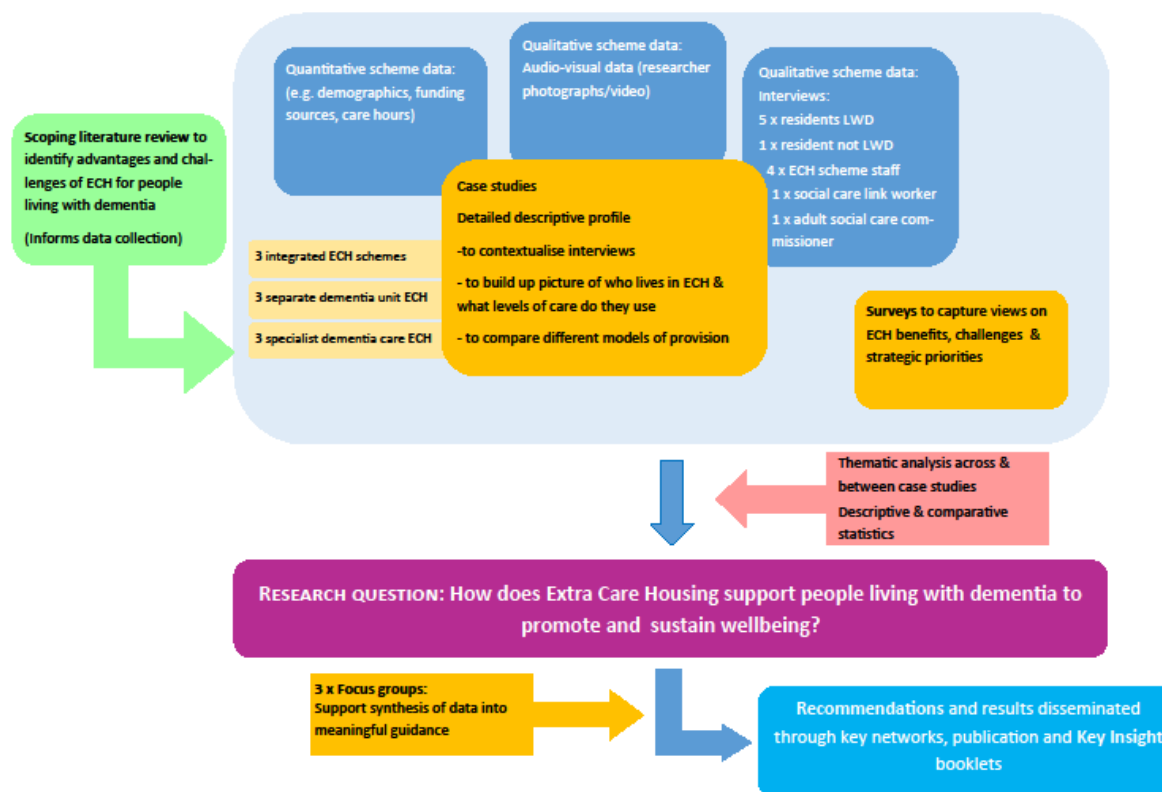 Quantitative scheme data:
(e.g. demographics, funding
sources, care hours)
Qualitative scheme data:
Audio-visual data (researcher
photographs/video)
Qualitative scheme data:
Interviews:
5 x residents LWD
1 x resident not LWD
4 x ECH scheme staff
1 x social care link worker
1 x adult social care com-
missioner
Scoping literature review to
identify advantages and chal-
lenges of ECH for people
living with dementia
(Informs data collection)
3 integrated ECH schemes
3 separate dementia unit ECH
3 specialist dementia care ECH
Case studies
Detailed descriptive profile
-to contextualise interviews
- to build up picture of who lives in ECH &
what levels of care do they use
- to compare different models of provision
Surveys to capture views on
ECH benefits, challenges &
strategic priorities
Thematic analysis across &
between case studies
Descriptive & comparative
statistics
RESEARCH QUESTION: How does Extra Care Housing support people living with dementia to
promote and sustain wellbeing?
3 x Focus groups:
Support synthesis of data into
meaningful guidance
Recommendations and results disseminated
through key networks, publication and Key Insight
booklets